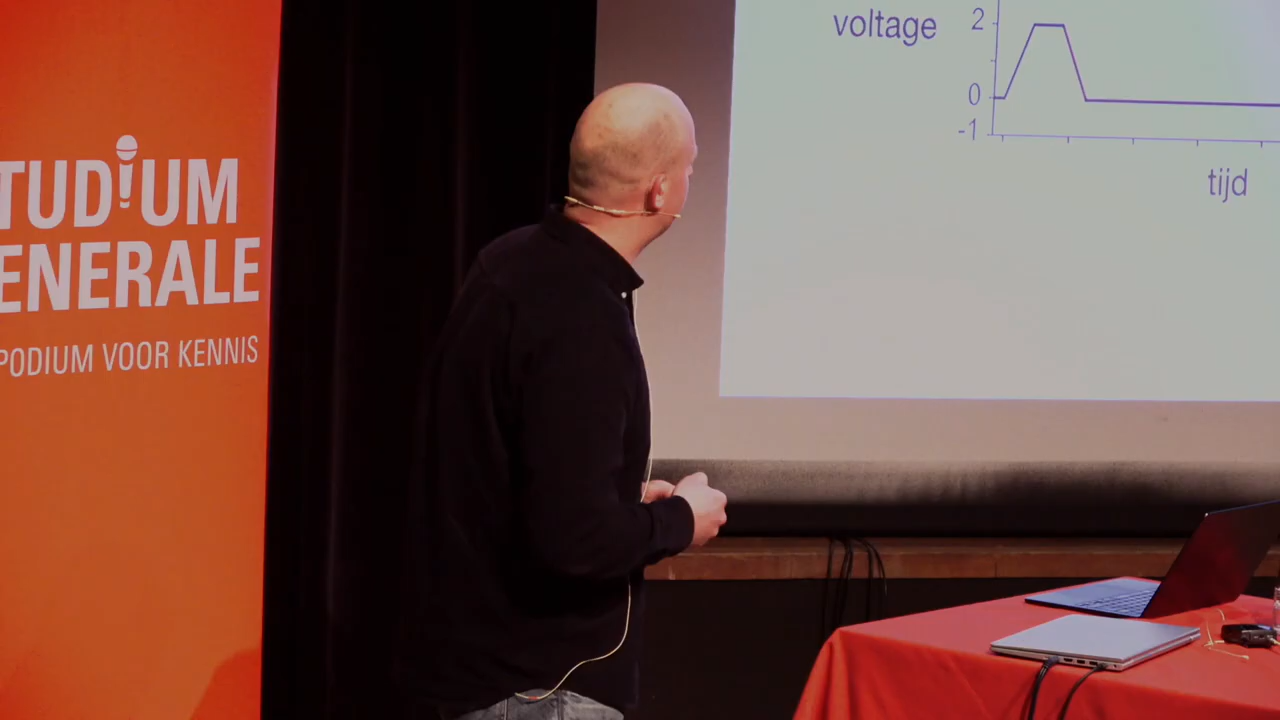 TUDIUM
ENERALE
PODIUM VOOR KENNIS
voltage
2
0
-1
tijd